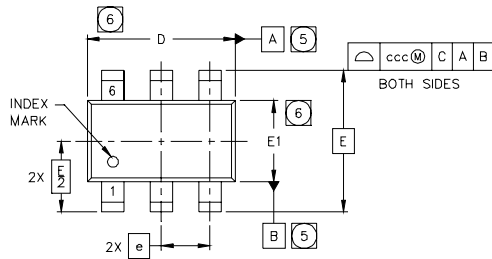 6
D
A 5
⌓ ccc Ⓜ C A B
BOTH SIDES
6
INDEX
MARK
6
E1
E
2X E/2
1
B 5
2X e